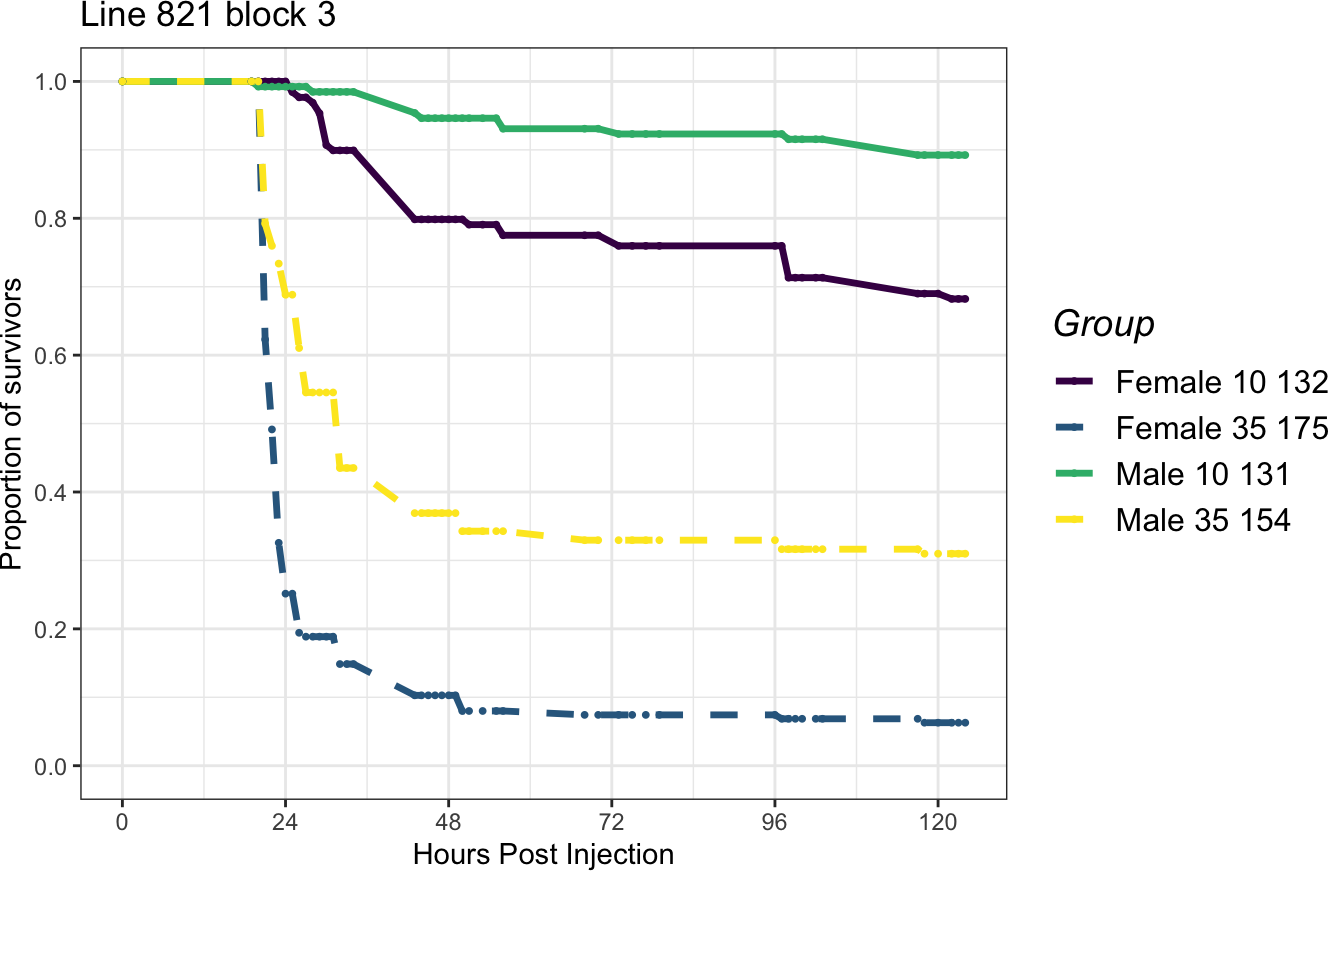 Line 821 block 3
1.0
0.8
0.6
0.4
0.2
0.0
Proportion of survivors
0 24 48 72 96 120
Hours Post Injection
Group
Female 10 132
Female 35 175
Male 10 131
Male 35 154